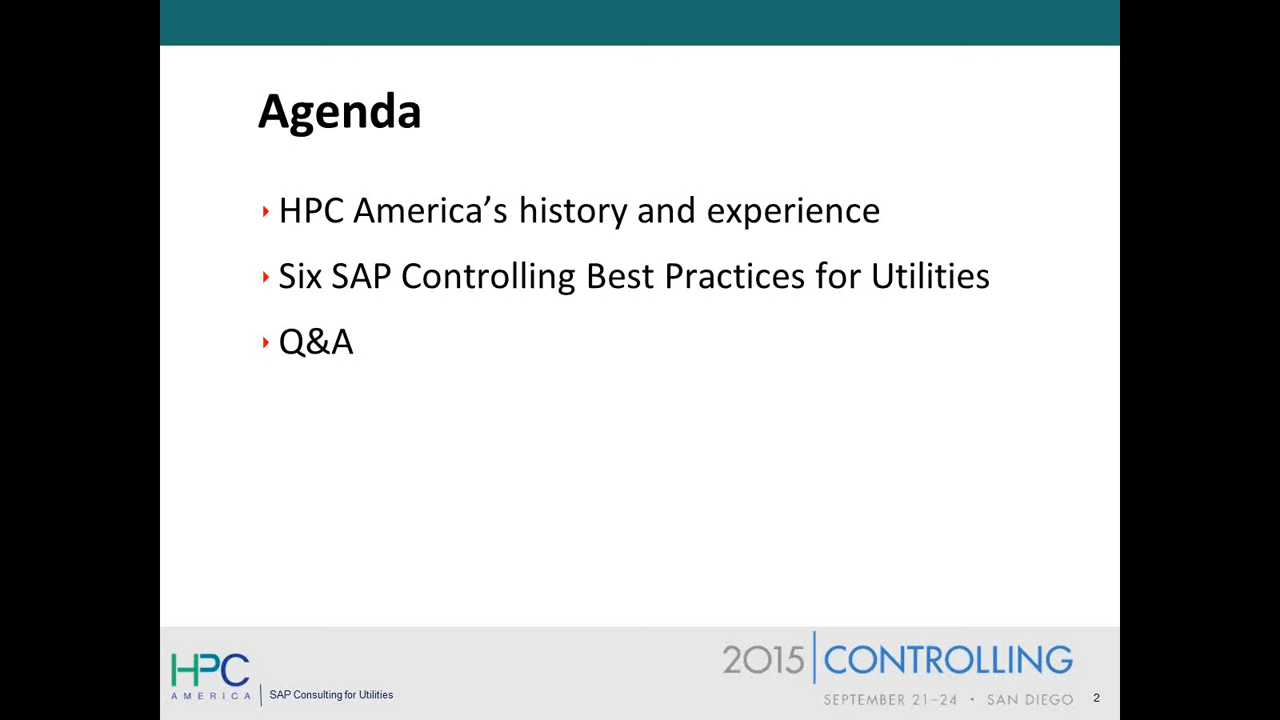 Agenda
HPC America’s history and experience
Six SAP Controlling Best Practices for Utilities
Q&A
HPC
AMERICA
SAP Consulting for Utilities
2015 CONTROLLING
SEPTEMBER 21–24 • SAN DIEGO
2